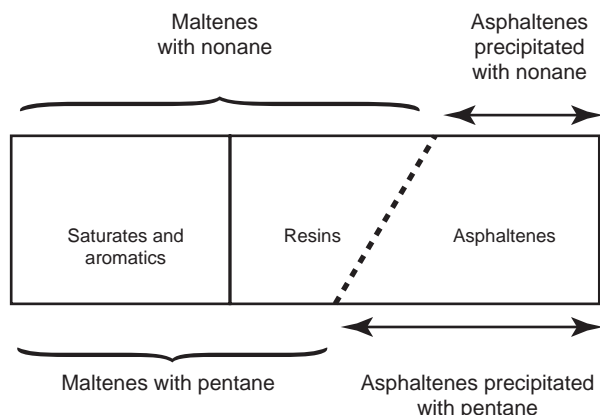 Maltenes
with nonane
Asphaltenes
precipitated
with nonane
Saturates and
aromatics
Resins
Asphaltenes
Maltenes with pentane
Asphaltenes precipitated
with pentane